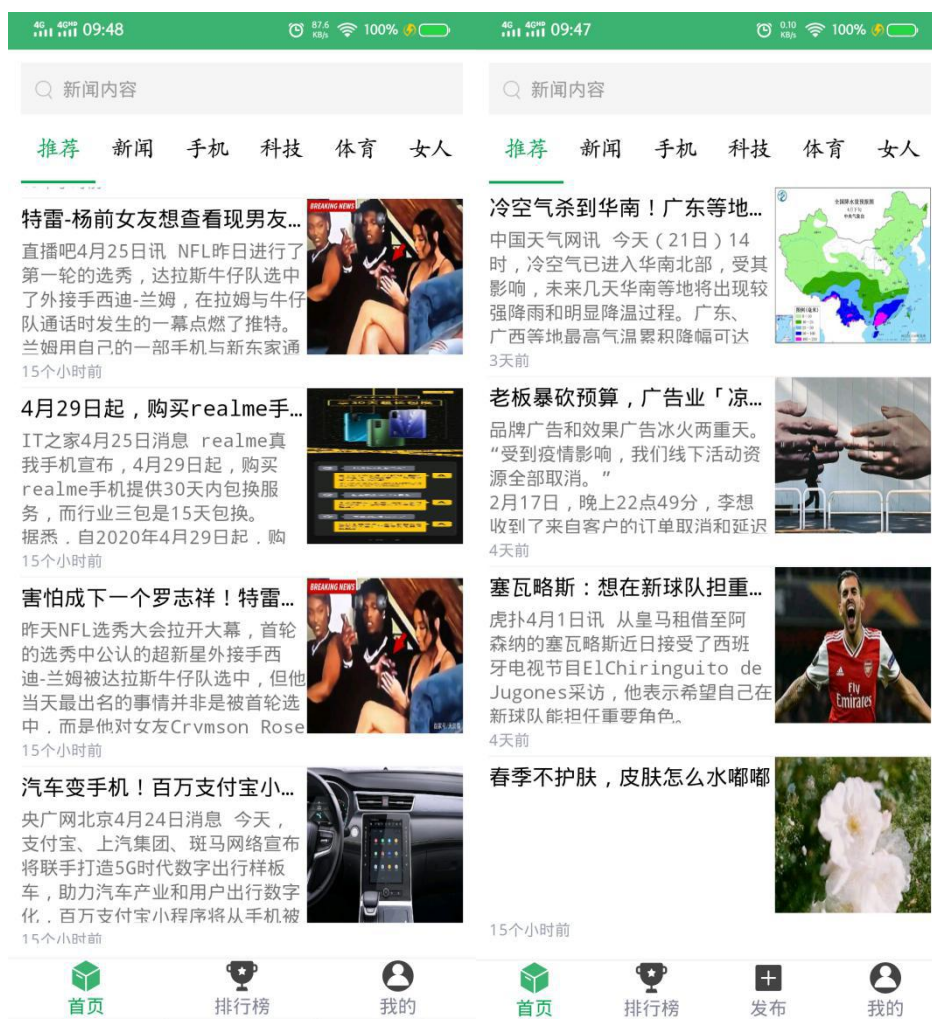 4G 4GHD 09:48
87.6 KB/s 100%
新闻内容
推荐 新闻 手机 科技 体育 女人
特雷-杨前女友想查看现男友...
直播吧4月25日讯 NFL昨日进行了
第一轮的选秀，达拉斯牛仔队选中
了外接手西迪-兰姆，在拉姆与牛仔
队通话时发生的一幕点燃了推特。
兰姆用自己的一部手机与新东家通
BREAKING NEWS
15个小时前
4月29日起，购买realme手...
IT之家4月25日消息 realme真
我手机宣布，4月29日起，购买
realme手机提供30天内包换服
务，而行业三包是15天包换。
据悉，自2020年4月29日起，购
15个小时前
害怕成下一个罗志祥！特雷...
昨天NFL选秀大会拉开大幕，首轮
的选秀中公认的超新星外接手西
迪-兰姆被达拉斯牛仔队选中，但他
当天最出名的事情并非是被首轮选
中，而是他对女友Crymson Rose
BREAKING NEWS
15个小时前
汽车变手机！百万支付宝小...
央广网北京4月24日消息 今天，
支付宝、上汽集团、斑马网络宣布
将联手打造5G时代数字出行样板
车，助力汽车产业和用户出行数字
化，百万支付宝小程序将从手机被
15个小时前
首页 排行榜 我的
4G 4GHD 09:47
0.10 KB/s 100%
新闻内容
推荐 新闻 手机 科技 体育 女人
冷空气杀到华南！广东等地...
中国天气网讯 今天（21日）14
时，冷空气已进入华南北部，受其
影响，未来几天华南等地将出现较
强降雨和明显降温过程。广东、
广西等地最高气温累积降幅可达
全国降水量预报图
中央气象台
3天前
老板暴砍预算，广告业「凉...
品牌广告和效果广告冰火两重天。
“受到疫情影响，我们线下活动资
源全部取消。”
2月17日，晚上22点49分，李想
收到了来自客户的订单取消和延迟
4天前
塞瓦略斯：想在新球队担重...
虎扑4月1日讯 从皇马租借至阿
森纳的塞瓦略斯近日接受了西班
牙电视节目ElChiringuito de
Jugones采访，他表示希望自己在
新球队能担任重要角色。
Fly
Emirates
4天前
春季不护肤，皮肤怎么水嘟嘟
15个小时前
首页 排行榜 发布 我的